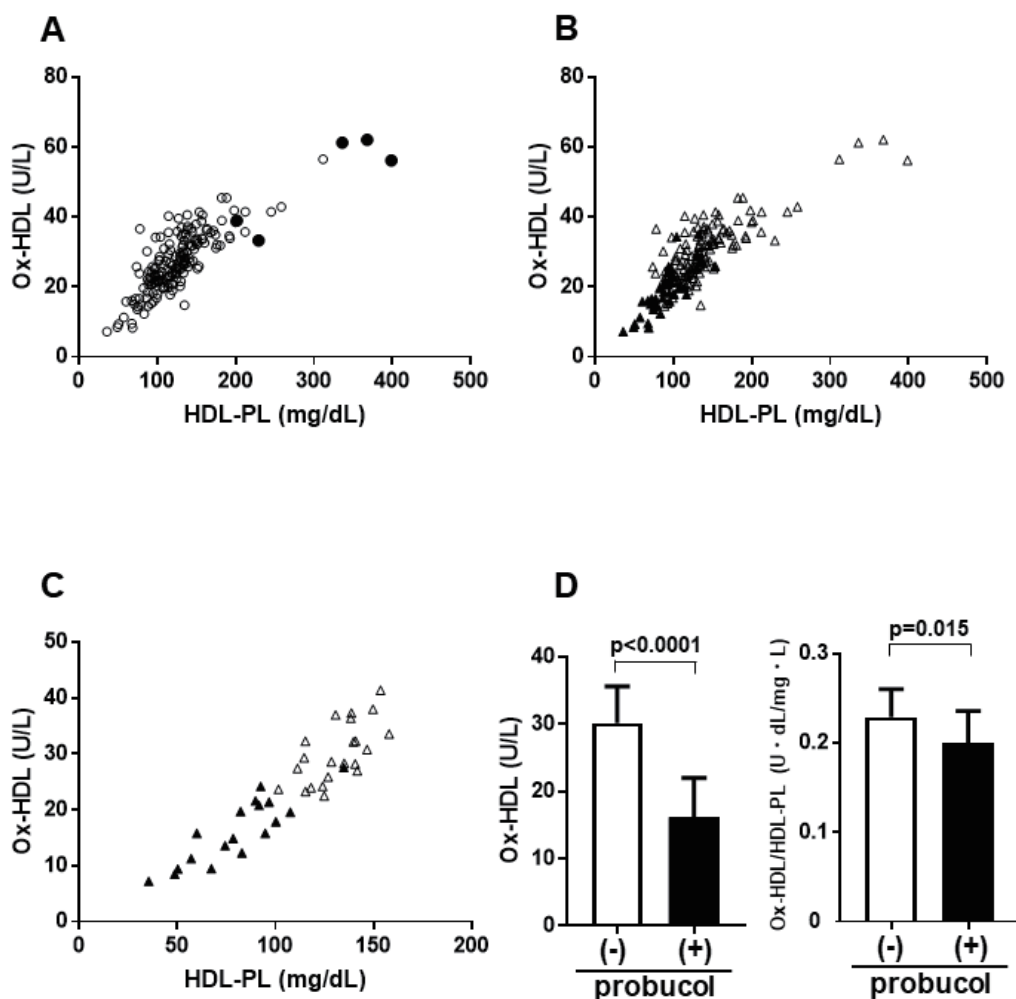 A
80
60
40
20
0
Ox-HDL (U/L)
0 100 200 300 400 500
HDL-PL (mg/dL)
B
80
60
40
20
0
Ox-HDL (U/L)
0 100 200 300 400 500
HDL-PL (mg/dL)
C
50
40
30
20
10
0
Ox-HDL (U/L)
0 50 100 150 200
HDL-PL (mg/dL)
D
p<0.0001
40
30
20
10
0
Ox-HDL (U/L)
(-) (+)
probucol
p=0.015
0.3
0.2
0.1
0
Ox-HDL/HDL-PL (U・dL/mg・L)
(-) (+)
probucol